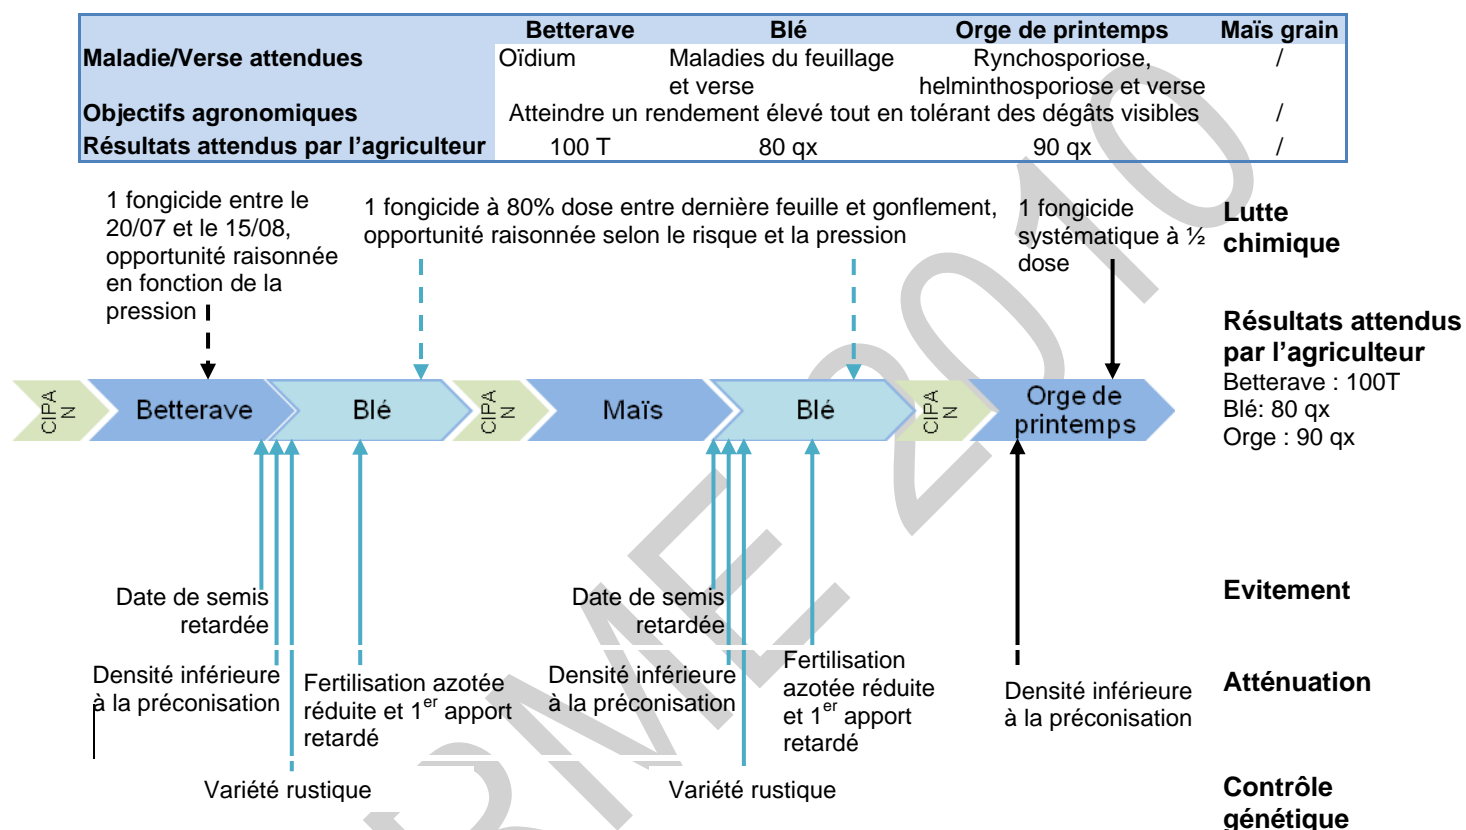 Betterave Blé Orge de printemps Maïs grain
Maladie/Verse attendues Oïdium Maladies du feuillage Rynchosporiose, /
et verse helminthosporiose et verse
Objectifs agronomiques Atteindre un rendement élevé tout en tolérant des dégâts visibles /
Résultats attendus par l'agriculteur 100 T 80 qx 90 qx /
1 fongicide entre le
20/07 et le 15/08,
opportunité raisonnée
en fonction de la
pression
1 fongicide à 80% dose entre dernière feuille et gonflement,
opportunité raisonnée selon le risque et la pression
1 fongicide
systématique à ½
dose
Lutte
chimique
Résultats attendus
par l'agriculteur
Betterave : 100T
Blé: 80 qx
Orge : 90 qx
CIPA
N
Betterave
Blé
CIPA
N
Maïs
Blé
CIPA
N
Orge de
printemps
Date de semis
retardée
Date de semis
retardée
Evitement
Densité inférieure
à la préconisation
Fertilisation azotée
réduite et 1er apport
retardé
Densité inférieure
à la préconisation
Fertilisation
azotée réduite
et 1er apport
retardé
Densité inférieure
à la préconisation
Atténuation
Variété rustique
Variété rustique
Contrôle
génétique
RME 2010